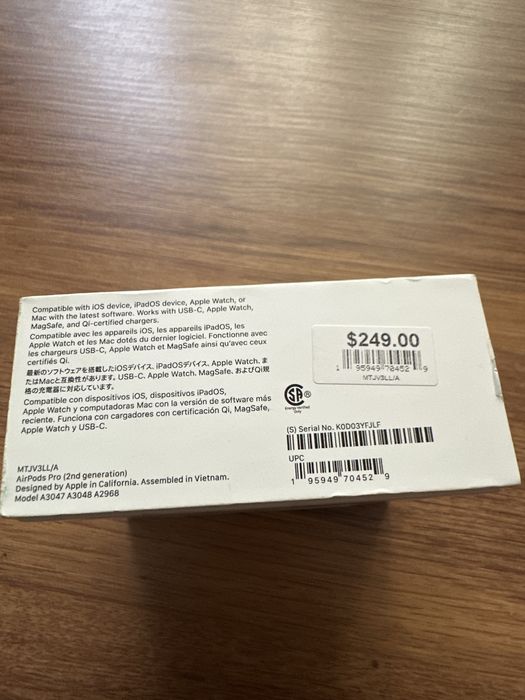 Compatible with iOS device, iPadOS device, Apple Watch, or
Mac with the latest software. Works with USB-C, Apple Watch,
MagSafe, and Qi-certified chargers.
Compatible avec les appareils iOS, les appareils iPadOS, les
Apple Watch et les Mac dotés du dernier logiciel. Fonctionne avec
les chargeurs USB-C, Apple Watch et MagSafe ainsi qu'avec ceux
certifiés Qi.
最新のソフトウェアを搭載したiOSデバイス、iPadOSデバイス、Apple Watch、ま
たはMacと互換性があります。USB-C、Apple Watch、MagSafe、およびQi規
格の充電器に対応しています。
Compatible con dispositivos iOS, dispositivos iPadOS,
Apple Watch y computadoras Mac con la versión de software más
reciente. Funciona con cargadores con certificación Qi, MagSafe,
Apple Watch y USB-C.
MTJV3LL/A
AirPods Pro (2nd generation)
Designed by Apple in California. Assembled in Vietnam.
Model A3047 A3048 A2968
$249.00
1 95949 70452 9
MTJV3LL/A
SA ®
Energy Verified
(S) Serial No. K0D03YFJLF
UPC
1 95949 70452 9